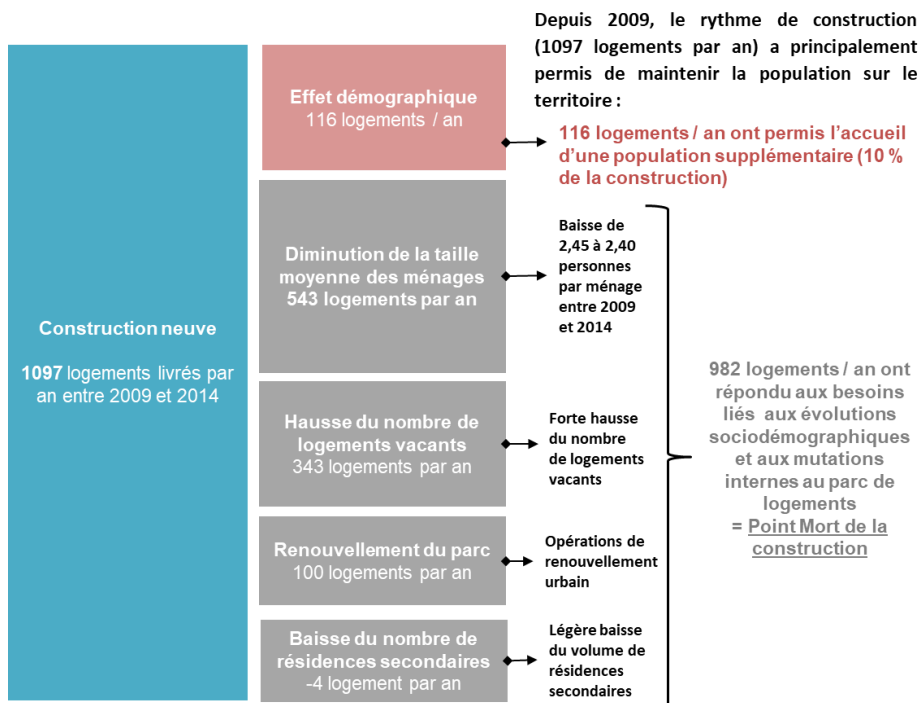 Depuis 2009, le rythme de construction
(1097 logements par an) a principalement
permis de maintenir la population sur le
territoire :
Construction neuve
1097 logements livrés par
an entre 2009 et 2014
Effet démographique
116 logements / an
116 logements / an ont permis l’accueil
d’une population supplémentaire (10 %
de la construction)
Diminution de la taille
moyenne des ménages
543 logements par an
Baisse de
2,45 à 2,40
personnes
par ménage
entre 2009
et 2014
Hausse du nombre de
logements vacants
343 logements par an
Forte hausse
du nombre
de logements
vacants
Renouvellement du parc
100 logements par an
Opérations de
renouvellement
urbain
Baisse du nombre de
résidences secondaires
-4 logement par an
Légère baisse
du volume de
résidences
secondaires
982 logements / an ont
répondu aux besoins
liés aux évolutions
sociodémographiques
et aux mutations
internes au parc de
logements
= Point Mort de la
construction